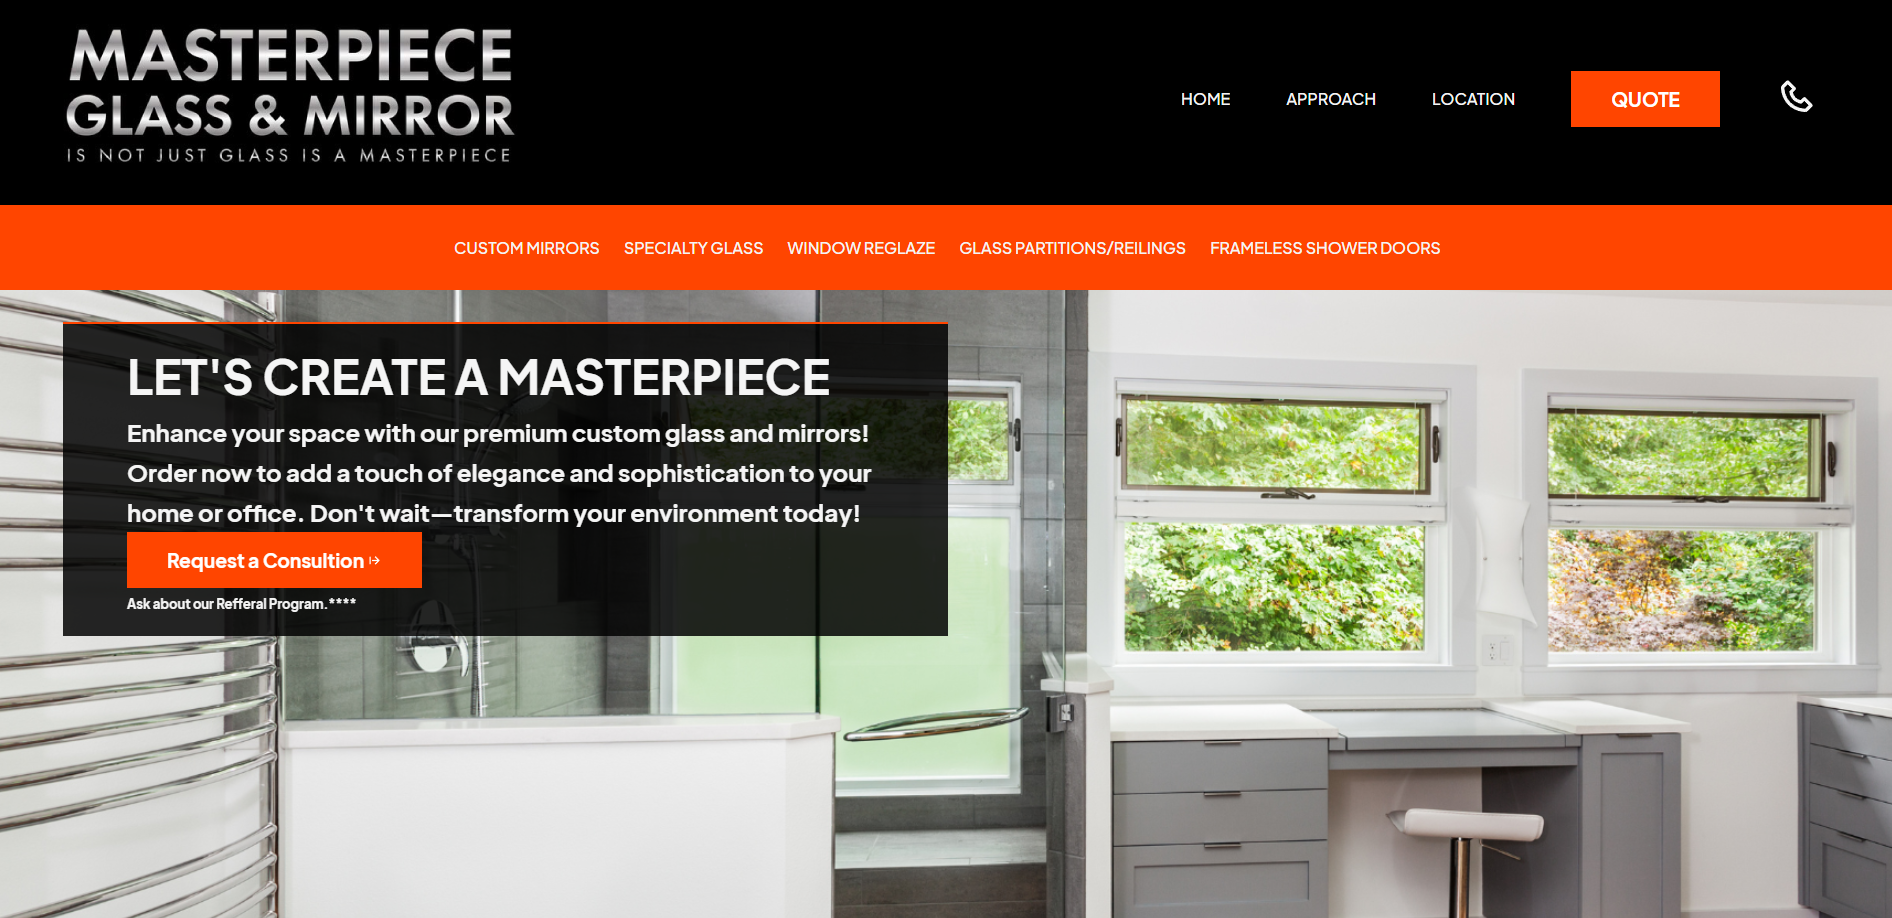 MASTERPIECE
GLASS & MIRROR
IS NOT JUST GLASS IS A MASTERPIECE
HOME APPROACH LOCATION QUOTE
CUSTOM MIRRORS SPECIALTY GLASS WINDOW REGLAZE GLASS PARTITIONS/REILINGS FRAMELESS SHOWER DOORS
LET'S CREATE A MASTERPIECE
Enhance your space with our premium custom glass and mirrors!
Order now to add a touch of elegance and sophistication to your
home or office. Don't wait—transform your environment today!
Request a Consultion
Ask about our Refferal Program.****